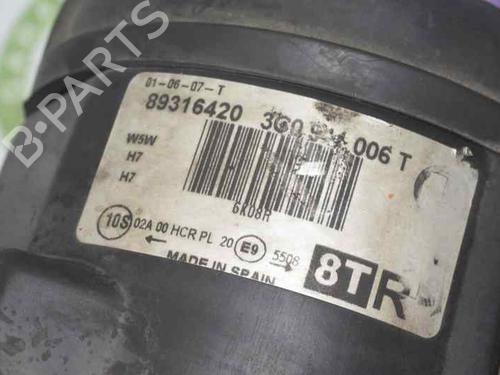 B-PARTS
01-06-07-T
89316420 006 T
W5W
H7
H7
6K08R
10S 02A 00 HCR PL 20 E9 5508
MADE IN SPAIN
8T R